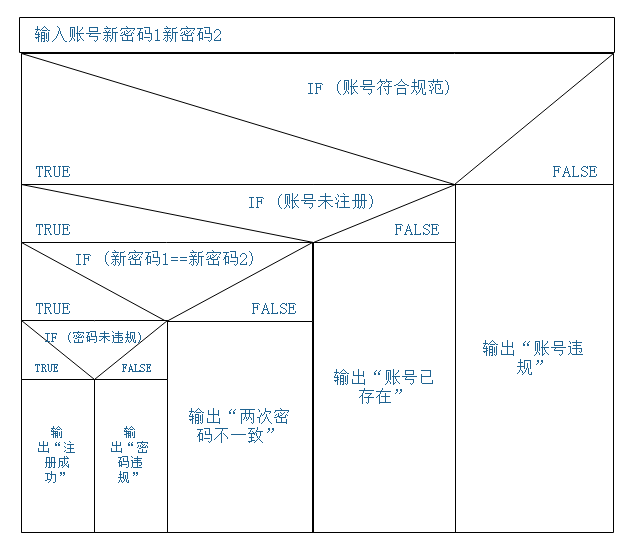 输入账号新密码1新密码2
IF (账号符合规范)
TRUE
FALSE
IF (账号未注册)
TRUE
FALSE
IF (新密码1==新密码2)
TRUE
FALSE
IF (密码未违规)
TRUE
FALSE
输
出“注
册成
功”
输
出“密
码违
规”
输出“两次密
码不一致”
输出“账号已
存在”
输出“账号违
规”